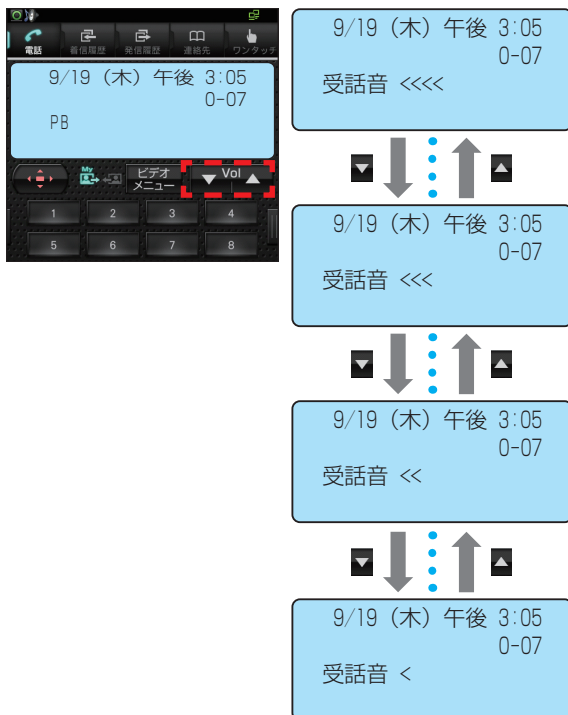 電話 着信履歴 発信履歴 連絡先 ワンタッチ
9/19（木）午後 3:05
0-07
PB
My
ビデオ
メニュー
▼ Vol ▲
1 2 3 4
5 6 7 8
9/19（木）午後 3:05
0-07
受話音 <<<<
▼ ▲
9/19（木）午後 3:05
0-07
受話音 <<<
▼ ▲
9/19（木）午後 3:05
0-07
受話音 <<
▼ ▲
9/19（木）午後 3:05
0-07
受話音 <